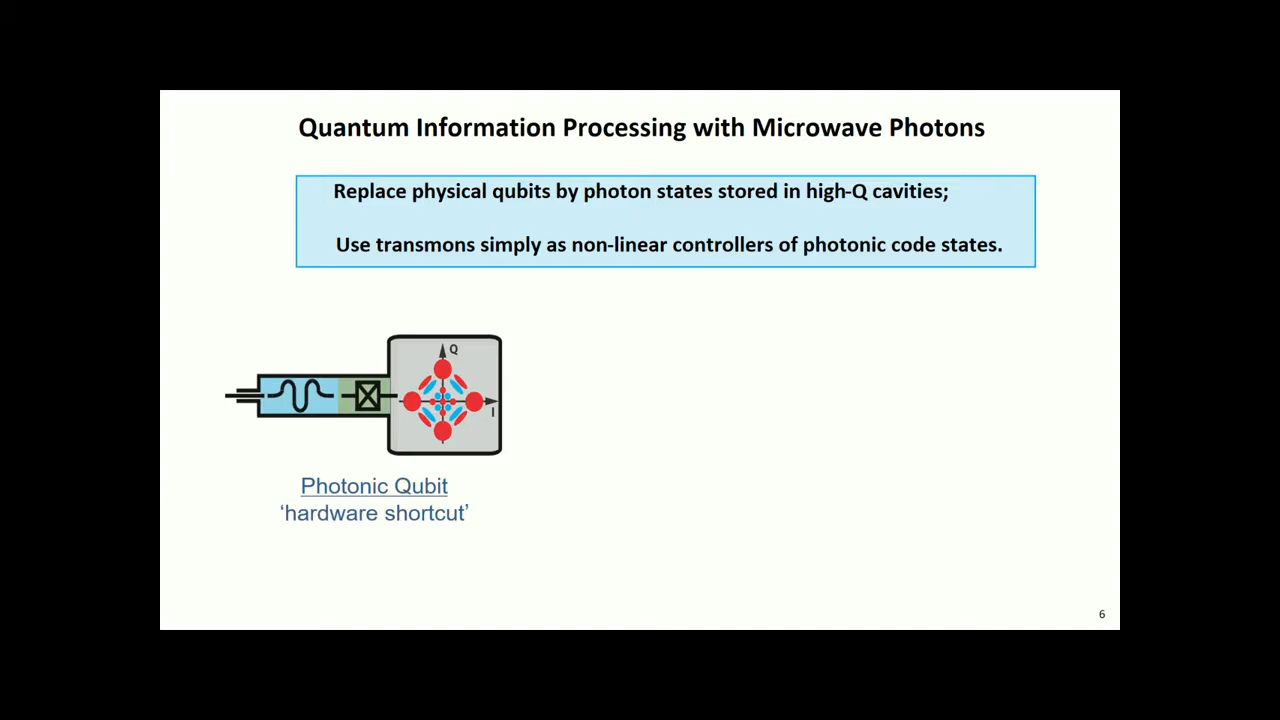 Quantum Information Processing with Microwave Photons
Replace physical qubits by photon states stored in high-Q cavities;
Use transmons simply as non-linear controllers of photonic code states.
Q
I
Photonic Qubit
‘hardware shortcut’
6